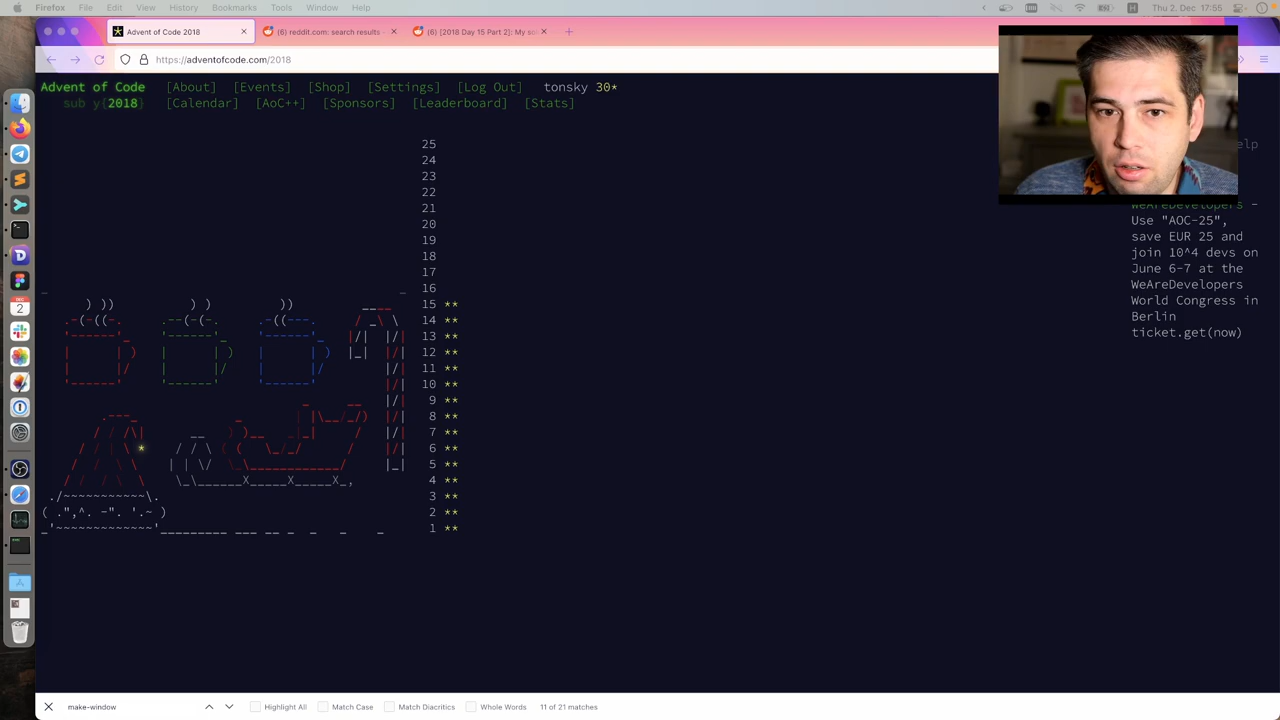 Firefox File Edit View History Bookmarks Tools Window Help
Thu 2. Dec 17:55
Advent of Code 2018
(6) reddit.com: search results -
(6) [2018 Day 15 Part 2]: My so
https://adventofcode.com/2018
Advent of Code [About] [Events] [Shop] [Settings] [Log Out] tonsky 30*
sub y{2018} [Calendar] [AoC++] [Sponsors] [Leaderboard] [Stats]
25
24
23
22
21
20
19
18
17
16
15 **
14 **
13 **
12 **
11 **
10 **
9 **
8 **
7 **
6 **
5 **
4 **
3 **
2 **
1 **
WeAreDevelopers -
Use "AOC-25",
save EUR 25 and
join 10^4 devs on
June 6-7 at the
WeAreDevelopers
World Congress in
Berlin
ticket.get(now)
DEC
2
make-window
Highlight All Match Case Match Diacritics Whole Words 11 of 21 matches